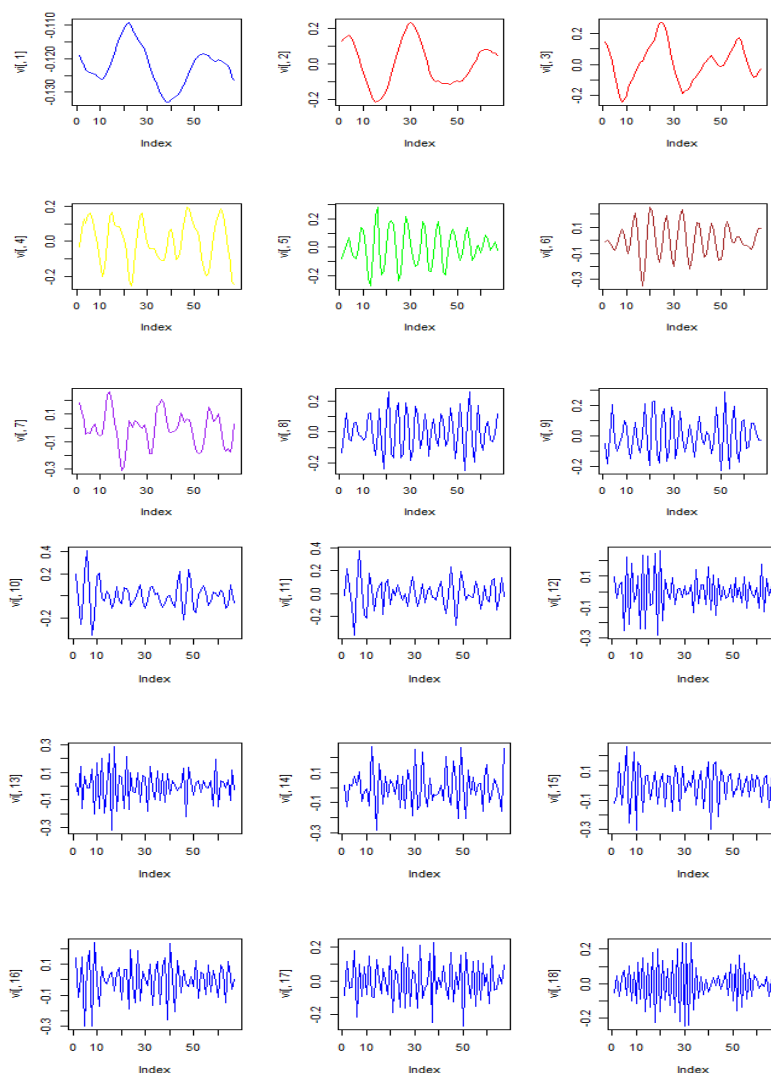 vi[, 1]
-0.130 -0.120 -0.110
0 10 30 50
Index
vi[, 2]
-0.2 0.0 0.2
0 10 30 50
Index
vi[, 3]
-0.2 0.0 0.2
0 10 30 50
Index
vi[, 4]
-0.2 0.0 0.2
0 10 30 50
Index
vi[, 5]
-0.2 0.0 0.2
0 10 30 50
Index
vi[, 6]
-0.3 -0.1 0.1
0 10 30 50
Index
vi[, 7]
-0.3 -0.1 0.1
0 10 30 50
Index
vi[, 8]
-0.2 0.0 0.2
0 10 30 50
Index
vi[, 9]
-0.2 0.0 0.2
0 10 30 50
Index
vi[, 10]
-0.2 0.2 0.4
0 10 30 50
Index
vi[, 11]
-0.2 0.0 0.2 0.4
0 10 30 50
Index
vi[, 12]
-0.3 -0.1 0.1
0 10 30 50
Index
vi[, 13]
-0.3 -0.1 0.1 0.3
0 10 30 50
Index
vi[, 14]
-0.3 -0.1 0.1
0 10 30 50
Index
vi[, 15]
-0.3 -0.1 0.1
0 10 30 50
Index
vi[, 16]
-0.3 -0.1 0.1
0 10 30 50
Index
vi[, 17]
-0.2 0.0 0.2
0 10 30 50
Index
vi[, 18]
-0.2 0.0 0.2
0 10 30 50
Index